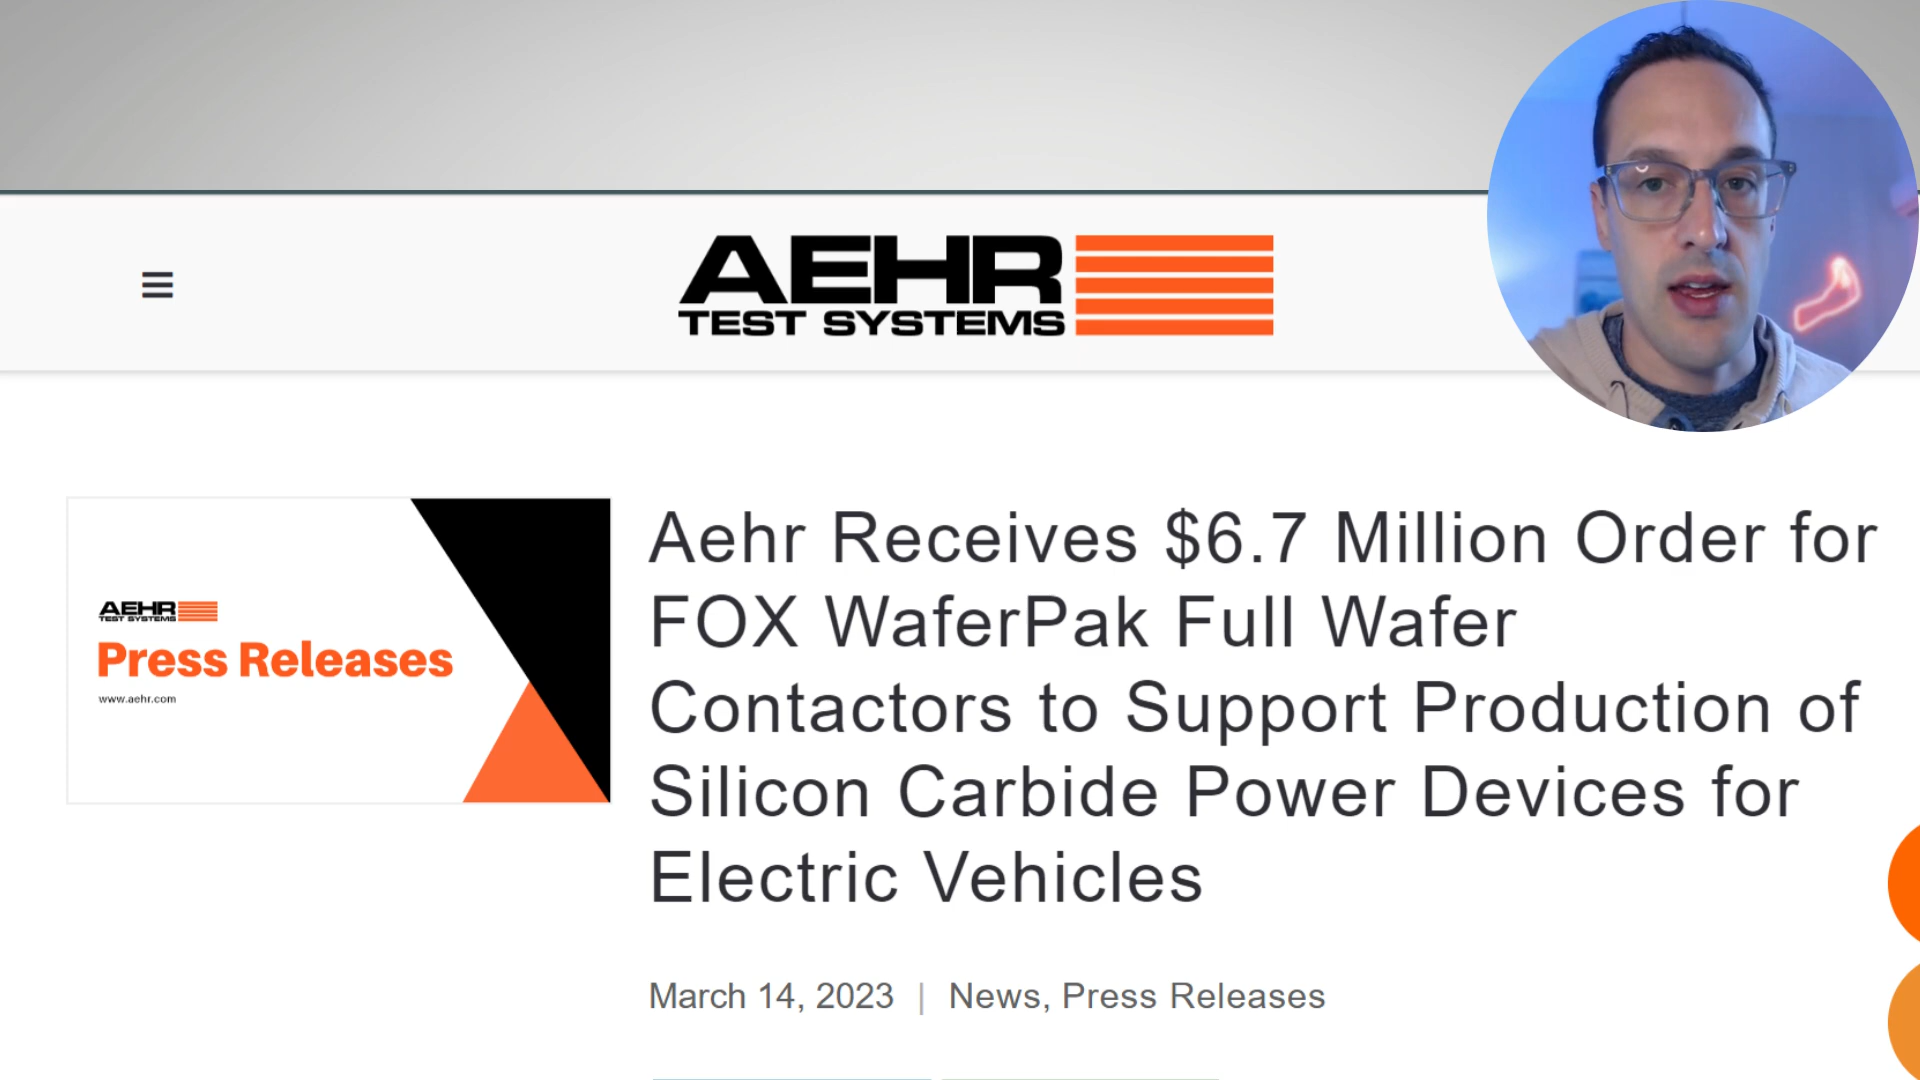 AEHR
TEST SYSTEMS
AEHR
TEST SYSTEMS
Press Releases
www.aehr.com
Aehr Receives $6.7 Million Order for
FOX WaferPak Full Wafer
Contactors to Support Production of
Silicon Carbide Power Devices for
Electric Vehicles
March 14, 2023 | News, Press Releases